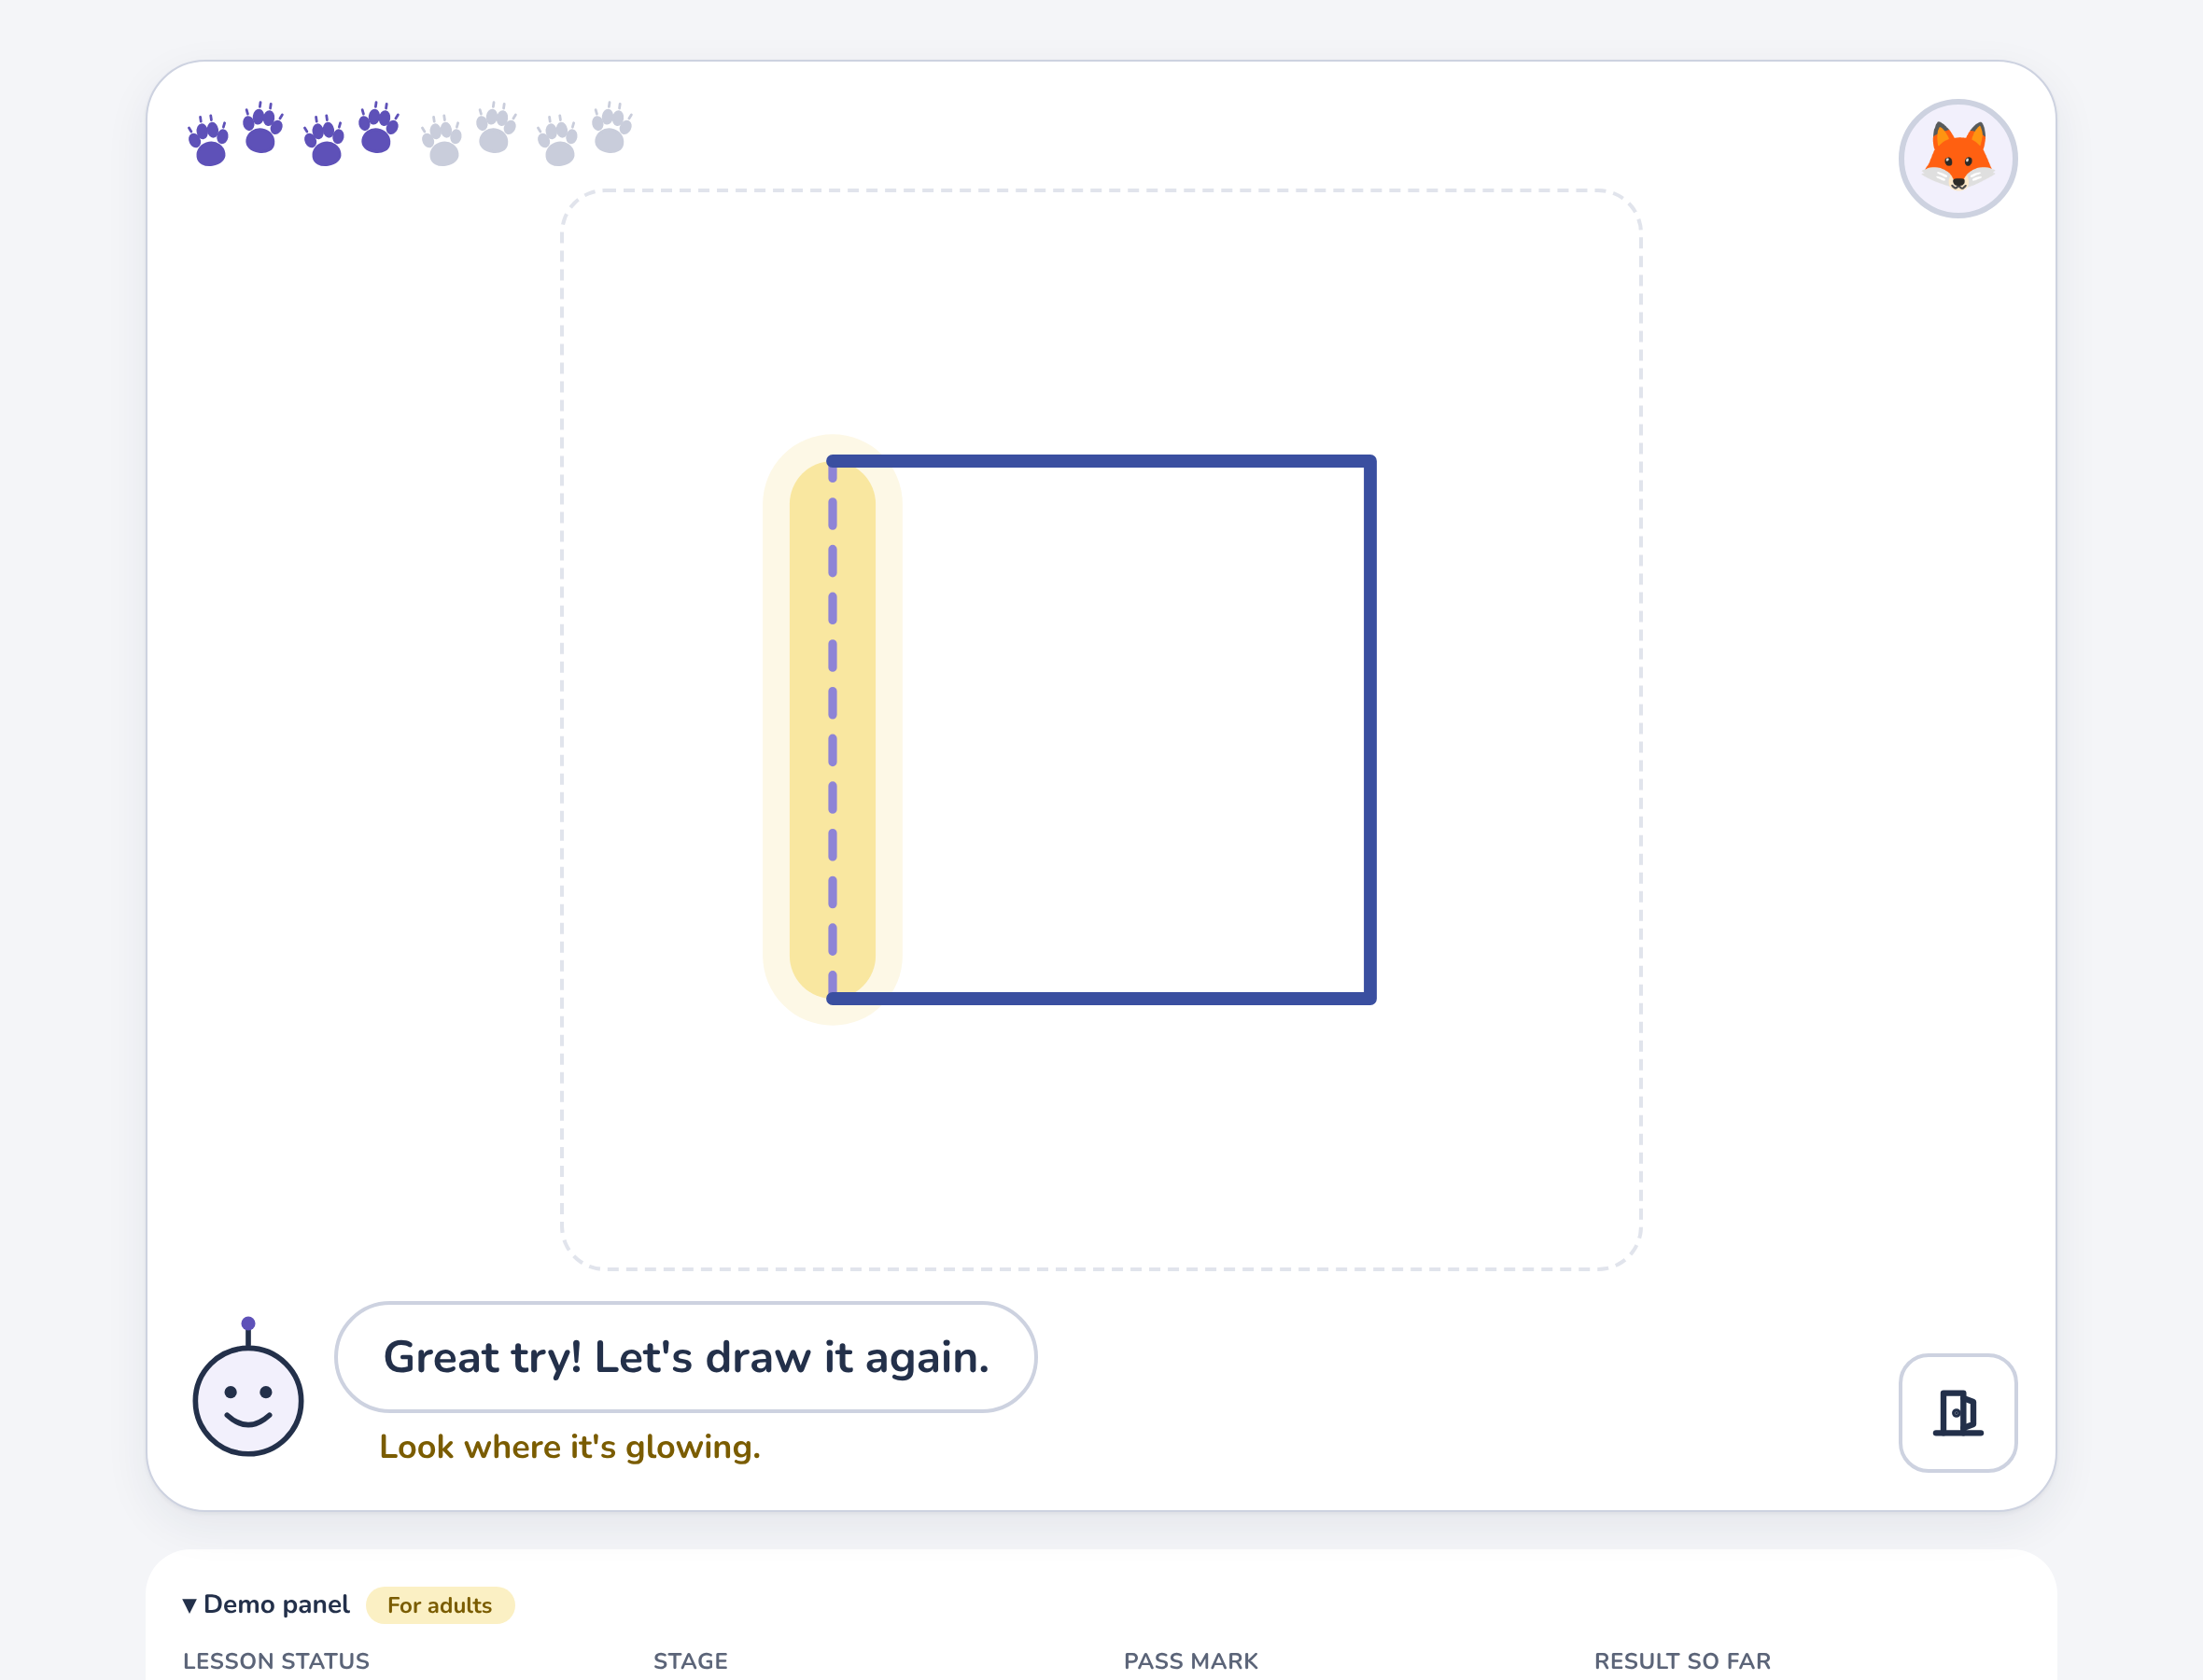 Great try! Let's draw it again.
Look where it's glowing.
▼ Demo panel For adults
LESSON STATUS STAGE PASS MARK RESULT SO FAR